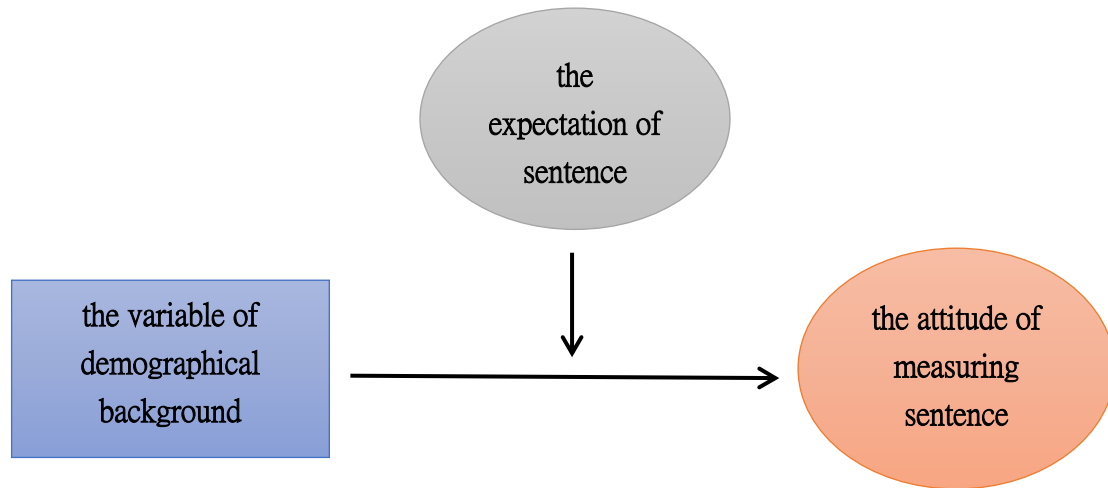 the
expectation of
sentence
the variable of
demographical
background
the attitude of
measuring
sentence